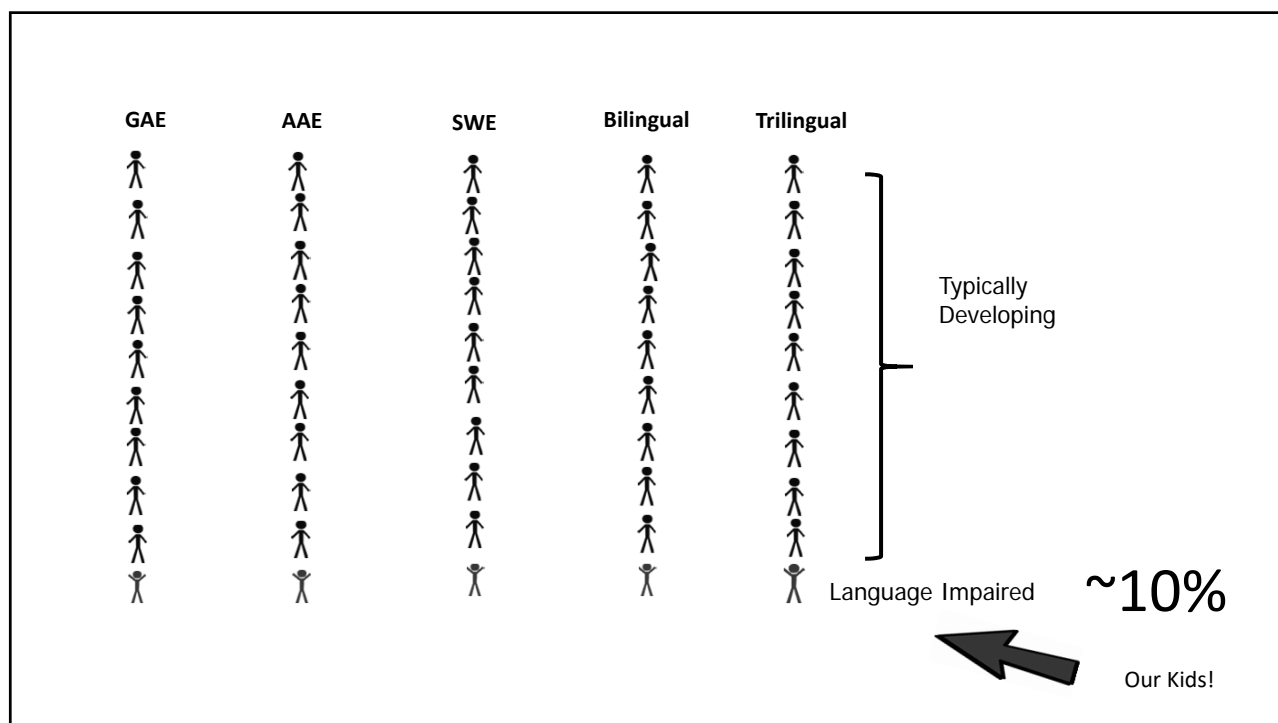 GAE AAE SWE Bilingual Trilingual
Typically
Developing
Language Impaired ~10%
Our Kids!